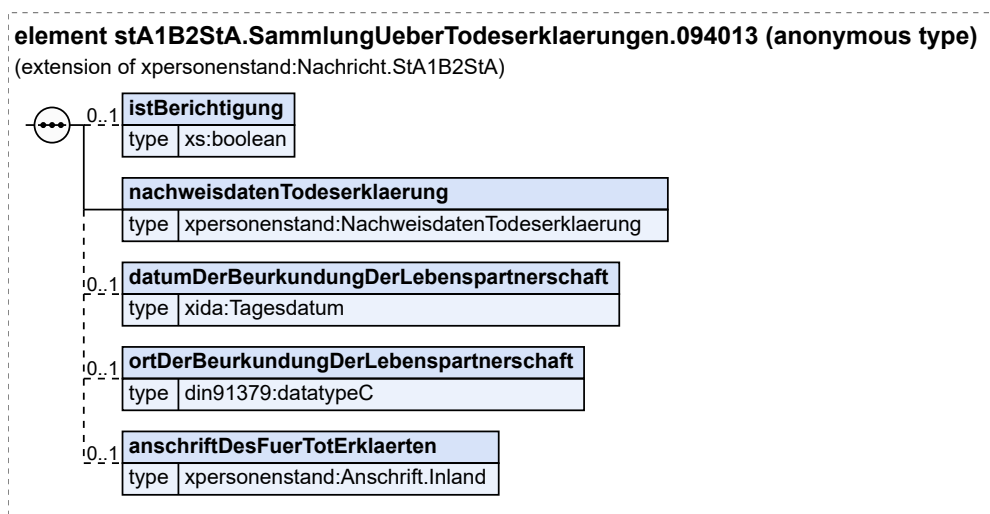 element stA1B2StA.SammlungUeberTodeserklaerungen.094013 (anonymous type)
(extension of xpersonenstand:Nachricht.StA1B2StA)
0..1 istBerichtigung
type xs:boolean
nachweisdatenTodeserklaerung
type xpersonenstand:NachweisdatenTodeserklaerung
0..1 datumDerBeurkundungDerLebenspartnerschaft
type xida:Tagesdatum
0..1 ortDerBeurkundungDerLebenspartnerschaft
type din91379:datatypeC
0..1 anschriftDesFuerTotErklaerten
type xpersonenstand:Anschrift.Inland